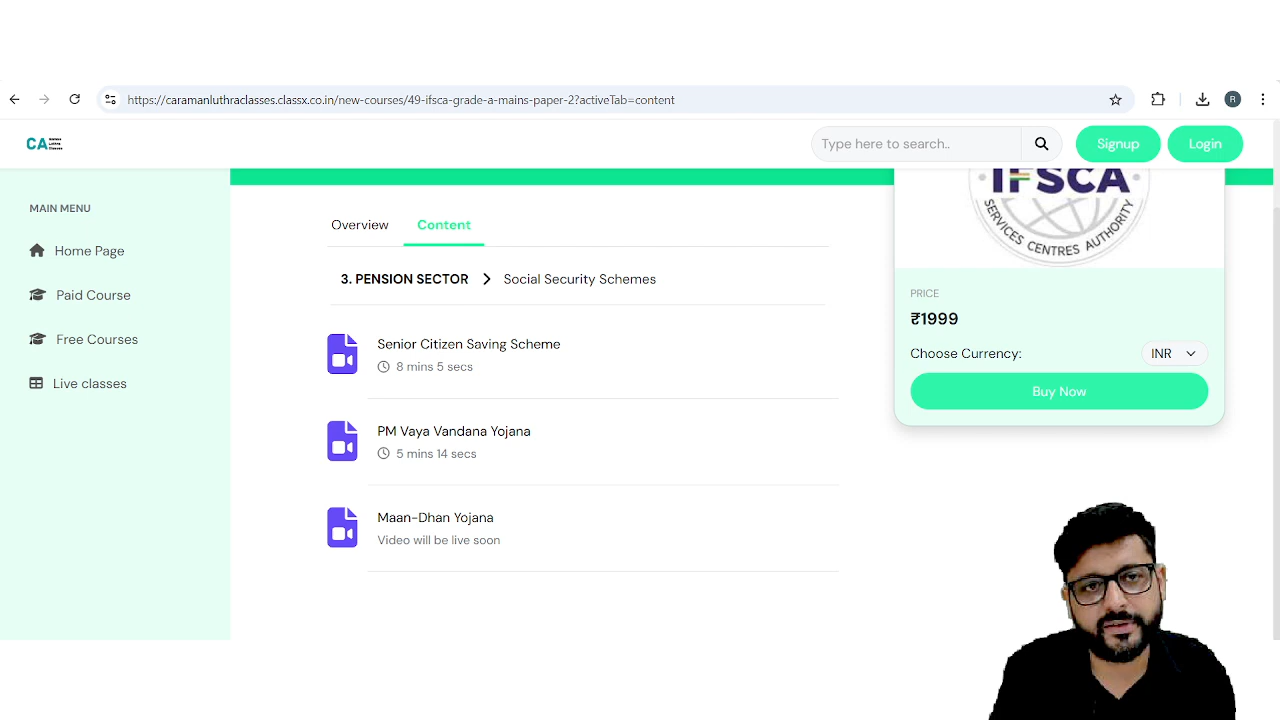 https://caramanluthraclasses.classx.co.in/new-courses/49-ifsca-grade-a-mains-paper-2?activeTab=content
R
CA
Type here to search..
Signup
Login
MAIN MENU
Home Page
Paid Course
Free Courses
Live classes
Overview
Content
3. PENSION SECTOR
Social Security Schemes
Senior Citizen Saving Scheme
8 mins 5 secs
PM Vaya Vandana Yojana
5 mins 14 secs
Maan-Dhan Yojana
Video will be live soon
IFSCA
SERVICES CENTRES AUTHORITY
PRICE
₹1999
Choose Currency:
INR
Buy Now